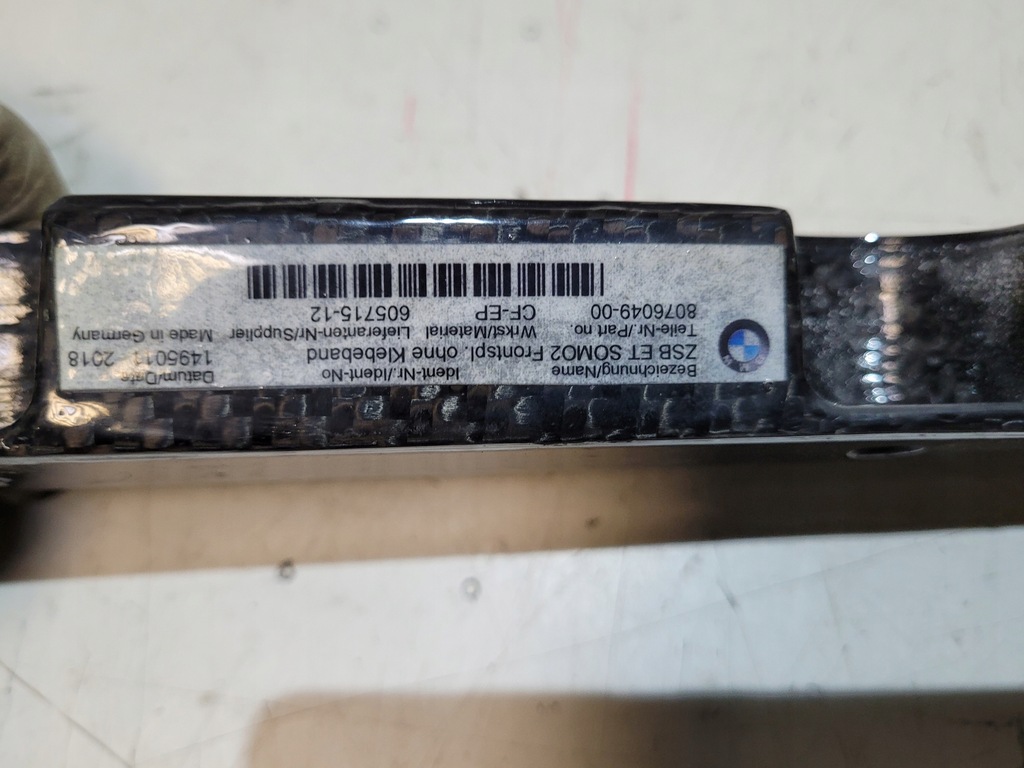 Bezeichnung/Name Ident-Nr./Ident-No Datum/Date
ZSB ET SOMO2 Frontspl. ohne Klebeband 2018
Teile-Nr./Part no. Wrkst/Material Lieferanten-Nr/Supplier Made in Germany
8076049-00 CF-EP 605715-12